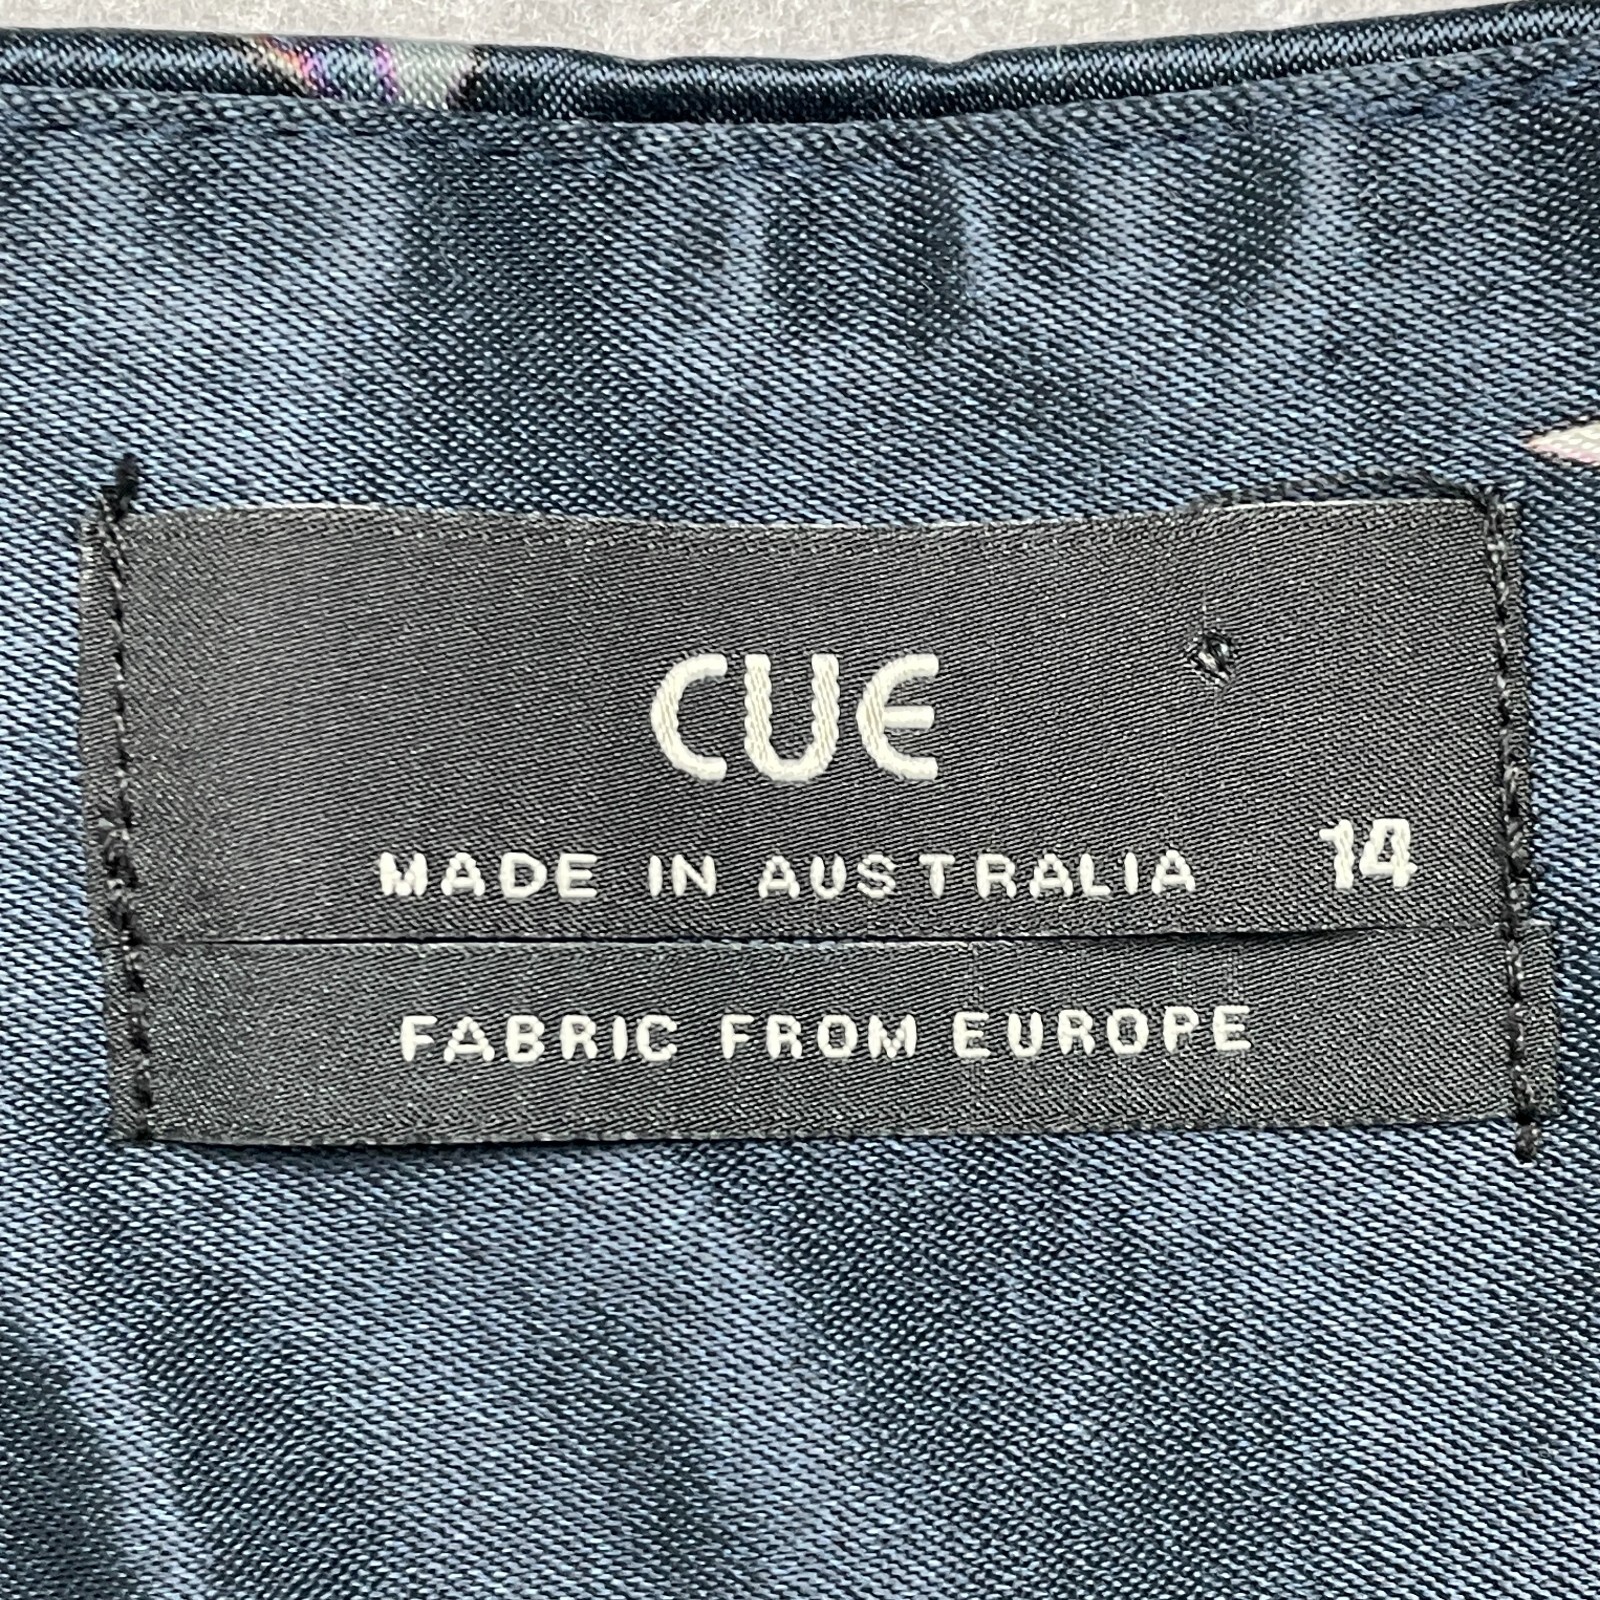 CUE
MADE IN AUSTRALIA 14
FABRIC FROM EUROPE